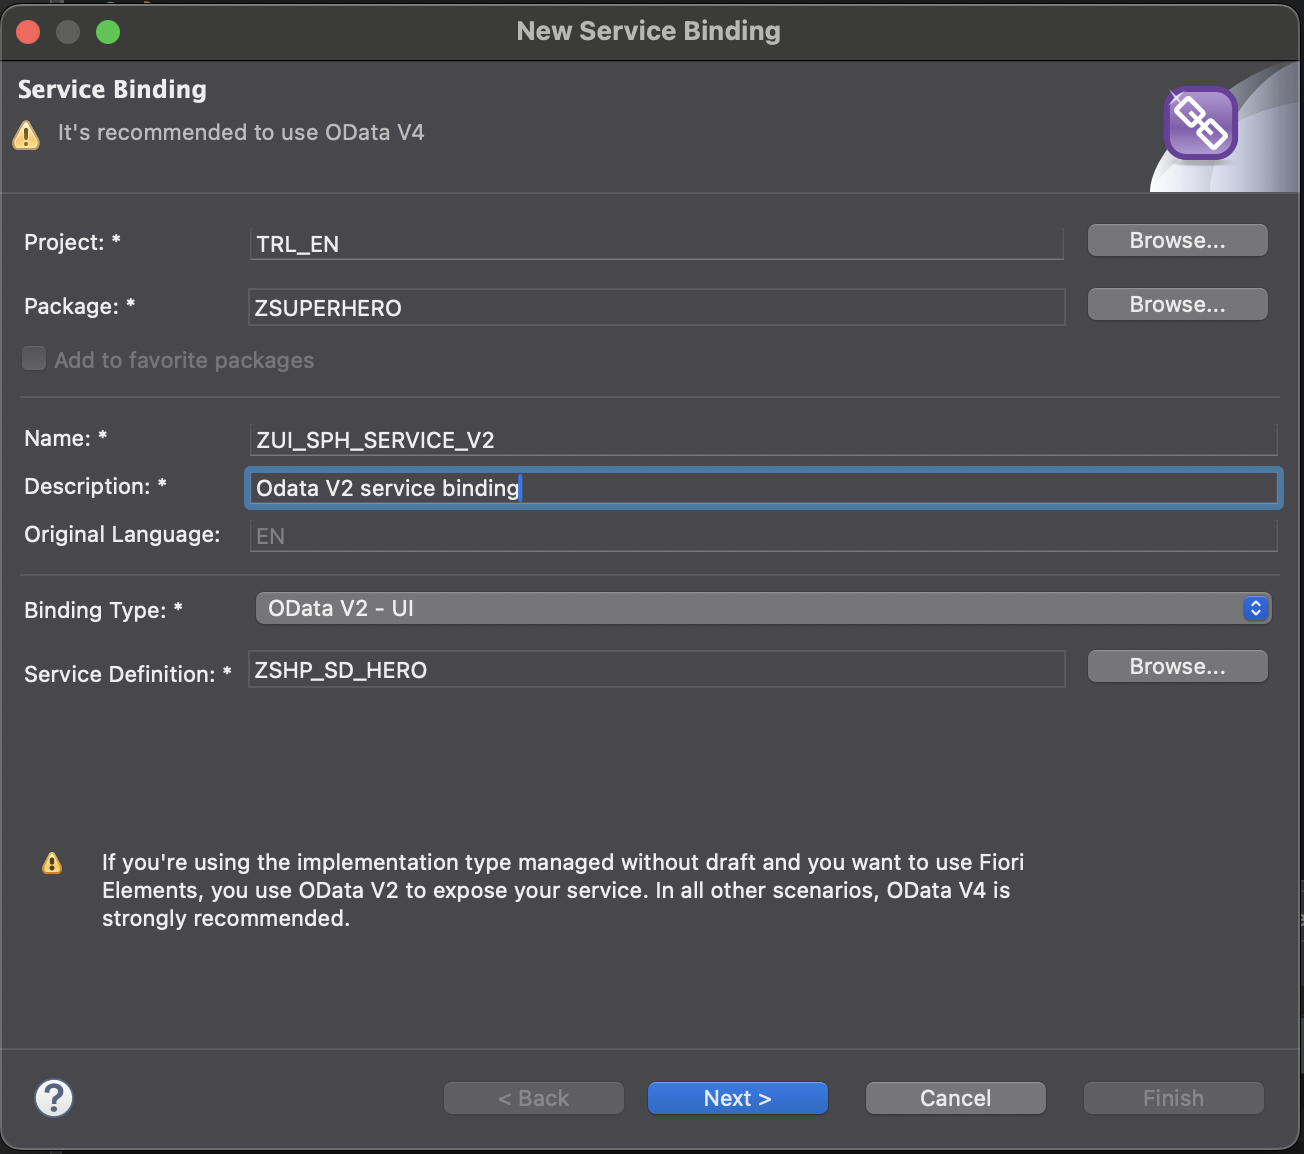 New Service Binding
Service Binding
It's recommended to use OData V4
Project: *
TRL_EN
Browse...
Package: *
ZSUPERHERO
Browse...
Add to favorite packages
Name: *
ZUI_SPH_SERVICE_V2
Description: *
Odata V2 service binding
Original Language:
EN
Binding Type: *
OData V2 - UI
Service Definition: *
ZSHP_SD_HERO
Browse...
If you're using the implementation type managed without draft and you want to use Fiori
Elements, you use OData V2 to expose your service. In all other scenarios, OData V4 is
strongly recommended.
?
< Back
Next >
Cancel
Finish